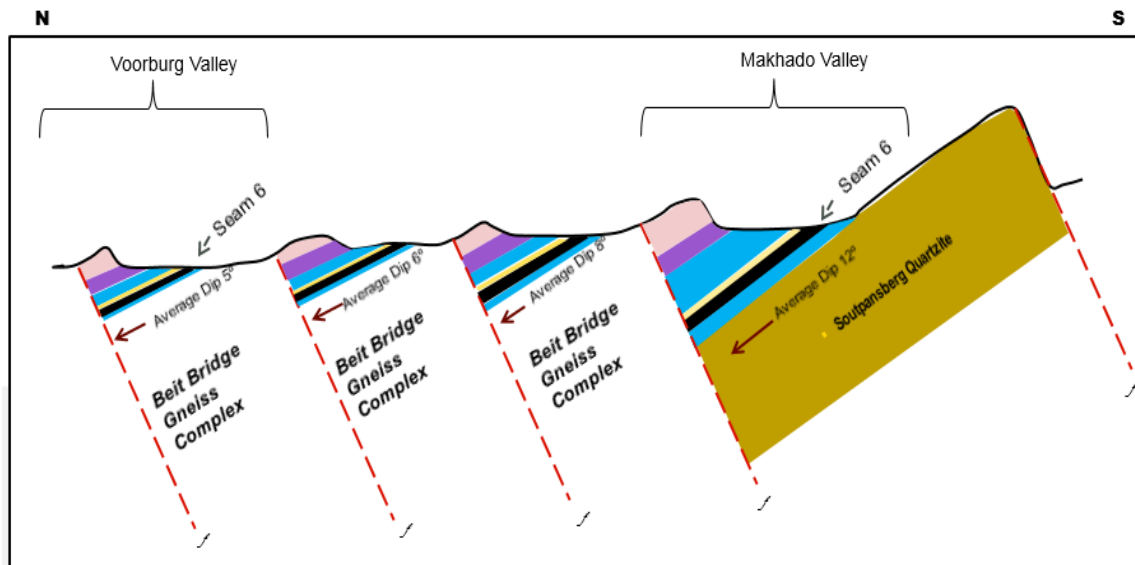 N
S
Voorburg Valley
Makhado Valley
Seam 6
Seam 6
Average Dip 5º
Average Dip 6º
Average Dip 8º
Average Dip 12º
Soutpansberg Quartzite
Beit Bridge
Gneiss
Complex
Beit Bridge
Gneiss
Complex
Beit Bridge
Gneiss
Complex
f
f
f
f
f